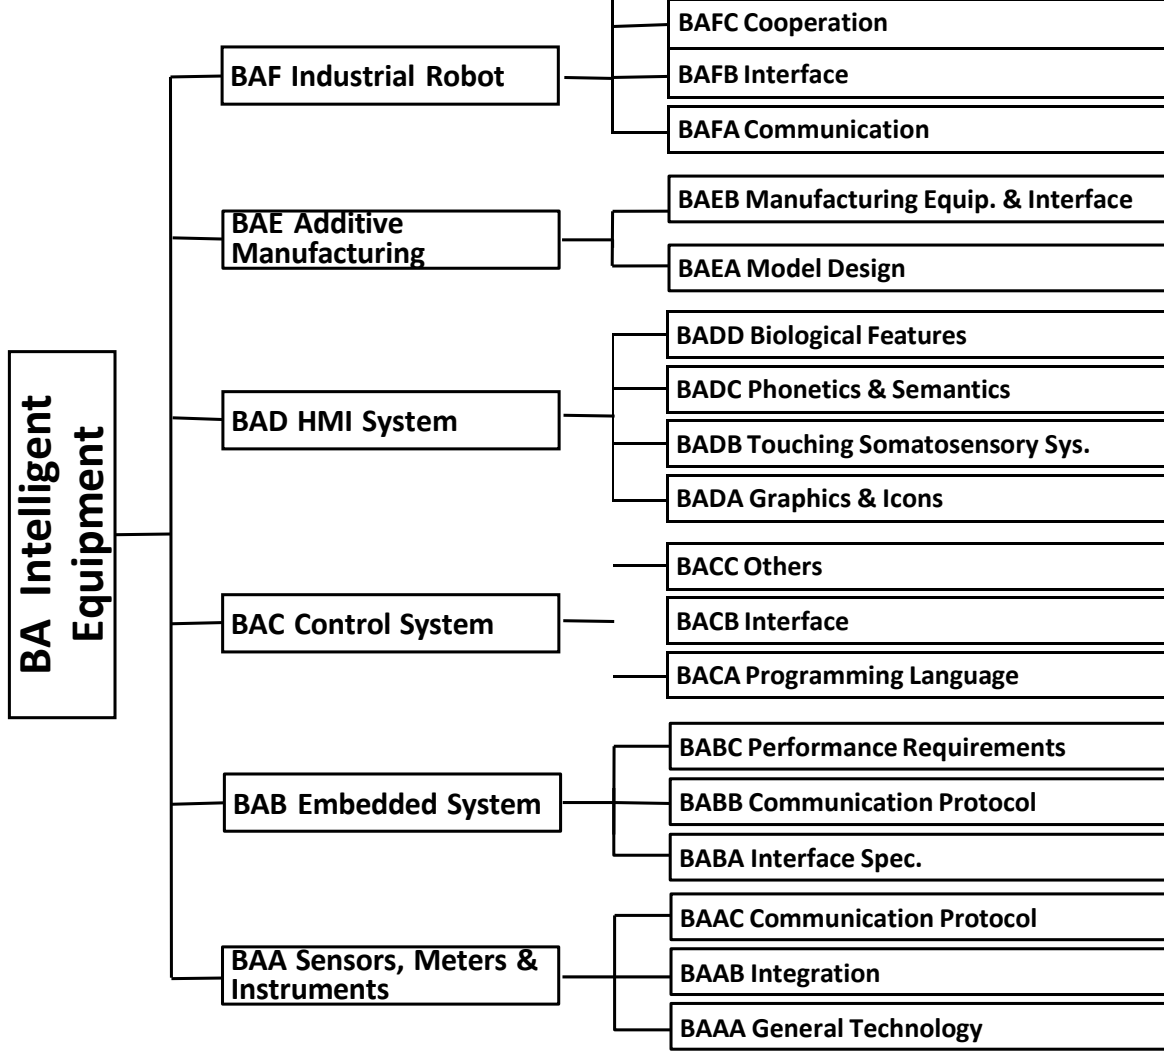 BAFC Cooperation
BAF Industrial Robot
BAFB Interface
BAFA Communication
BAEB Manufacturing Equip. & Interface
BAE Additive
Manufacturing
BAEA Model Design
BADD Biological Features
BADC Phonetics & Semantics
BAD HMI System
BADB Touching Somatosensory Sys.
BADA Graphics & Icons
BA Intelligent
Equipment
BACC Others
BAC Control System
BACB Interface
BACA Programming Language
BABC Performance Requirements
BAB Embedded System
BABB Communication Protocol
BABA Interface Spec.
BAAC Communication Protocol
BAA Sensors, Meters &
Instruments
BAAB Integration
BAAA General Technology